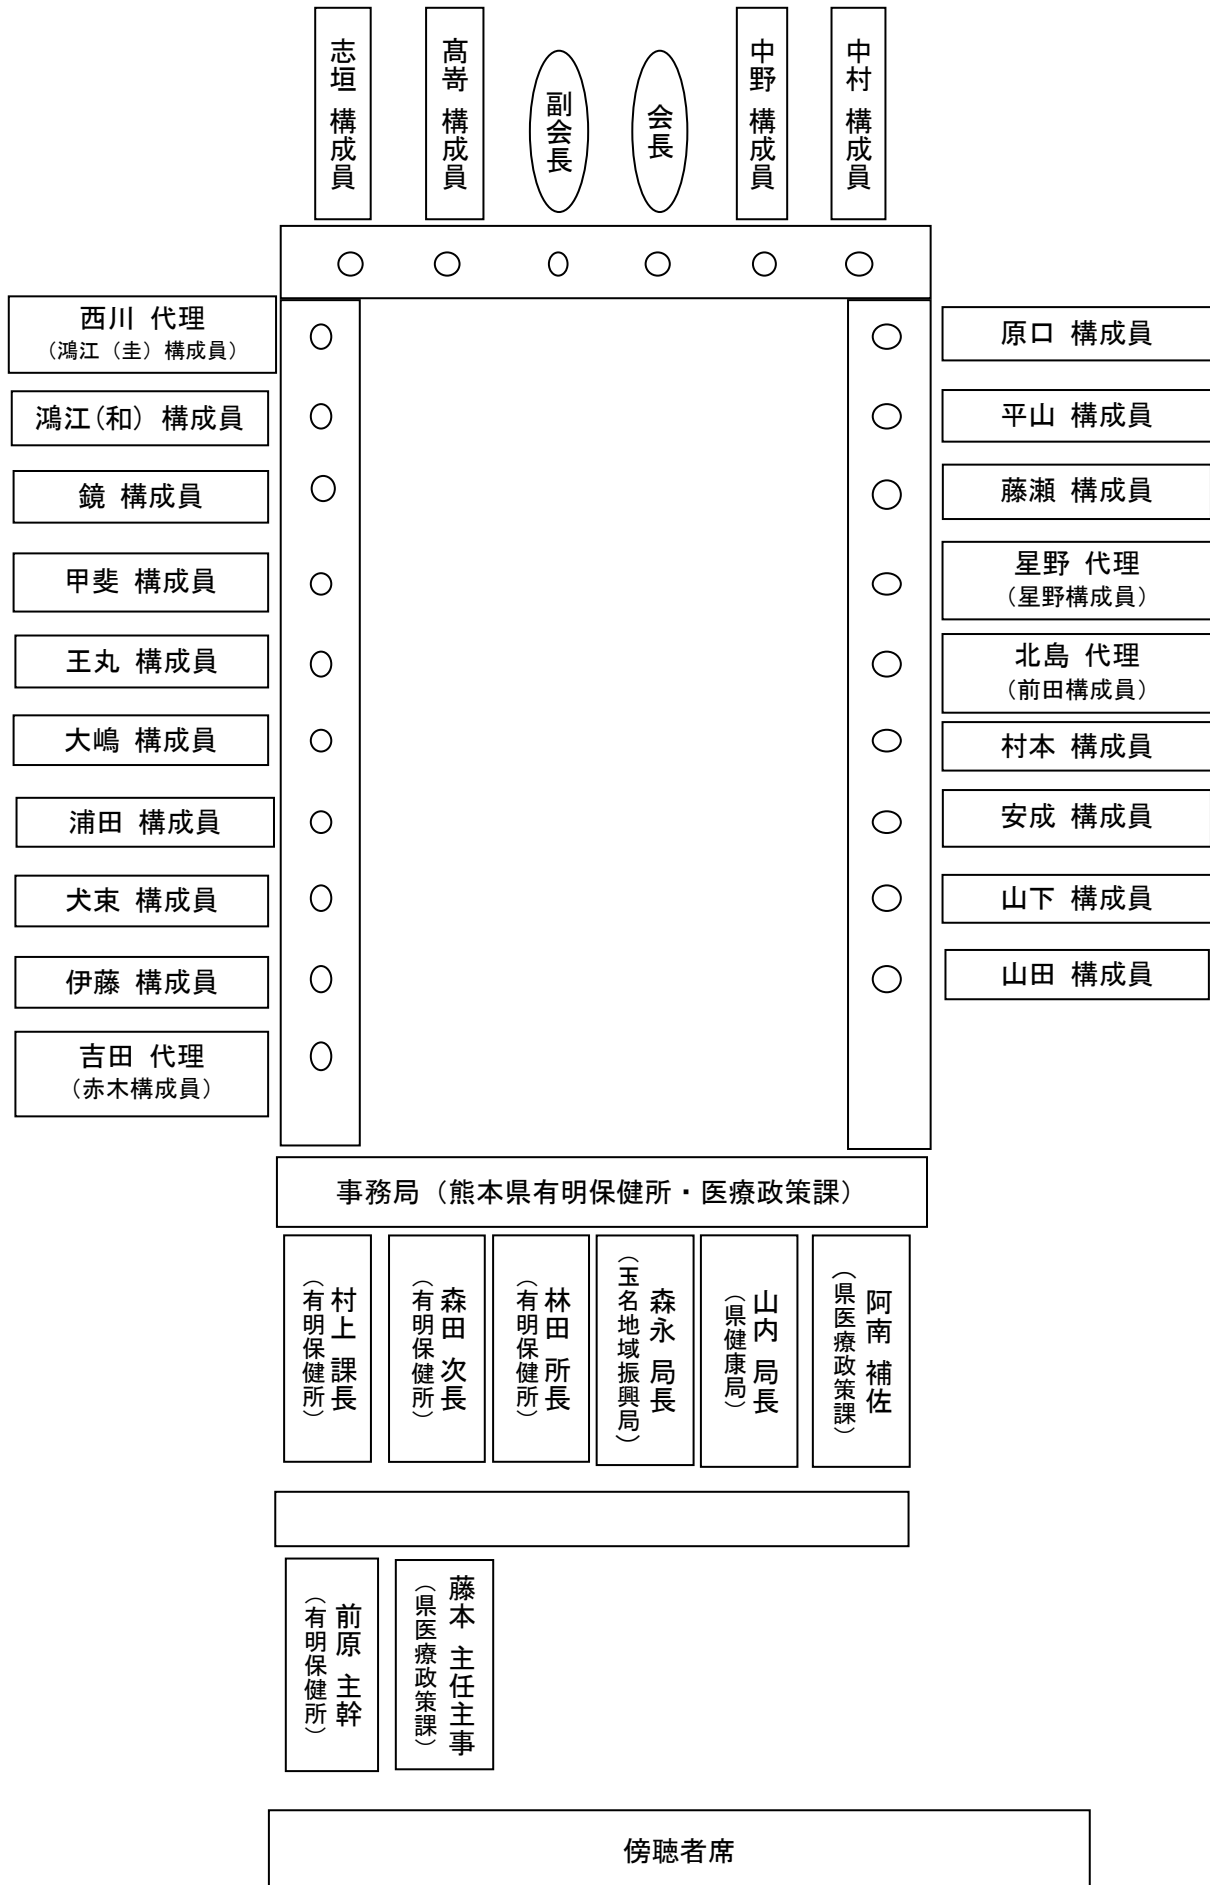 志垣 構成員
髙嵜 構成員
副会長
会長
中野 構成員
中村 構成員
西川 代理
（鴻江（圭）構成員）
鴻江(和) 構成員
鏡 構成員
甲斐 構成員
王丸 構成員
大嶋 構成員
浦田 構成員
犬束 構成員
伊藤 構成員
吉田 代理
（赤木構成員）
原口 構成員
平山 構成員
藤瀬 構成員
星野 代理
（星野構成員）
北島 代理
（前田構成員）
村本 構成員
安成 構成員
山下 構成員
山田 構成員
事務局（熊本県有明保健所・医療政策課）
村上 課長
（有明保健所）
森田 次長
（有明保健所）
林田 所長
（有明保健所）
森永 局長
（玉名地域振興局）
山内 局長
（県健康局）
阿南 補佐
（県医療政策課）
前原 主幹
（有明保健所）
藤本 主任主事
（県医療政策課）
傍聴者席